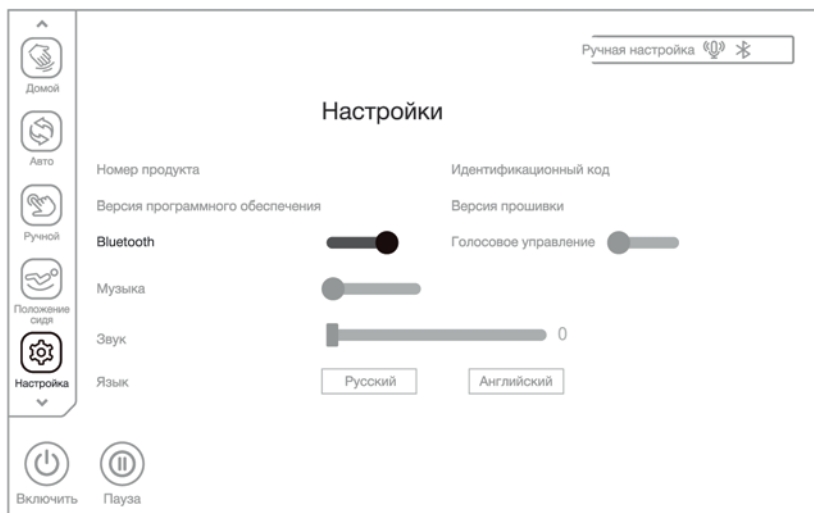 Ручная настройка
Домой
Настройки
Авто
Номер продукта
Идентификационный код
Версия программного обеспечения
Версия прошивки
Ручной
Bluetooth
Голосовое управление
Музыка
Положение
сидя
Звук
0
Настройка
Язык
Русский
Английский
Включить
Пауза